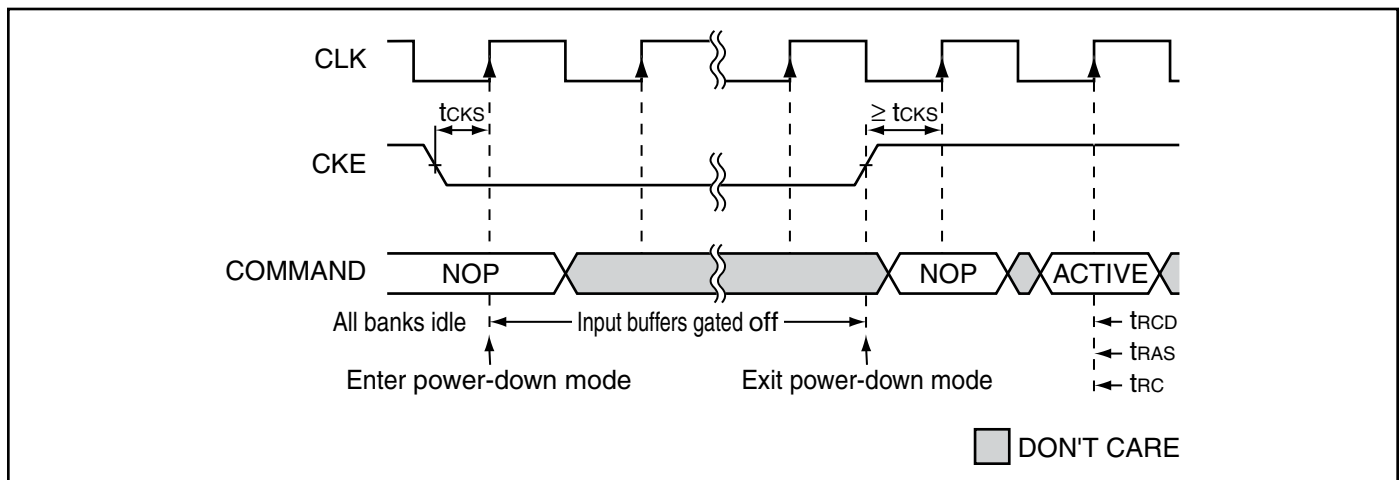 CLK
tCKS
≥ tCKS
CKE
COMMAND
NOP
NOP
ACTIVE
All banks idle
Input buffers gated off
tRCD
tRAS
Enter power-down mode
Exit power-down mode
tRC
DON'T CARE